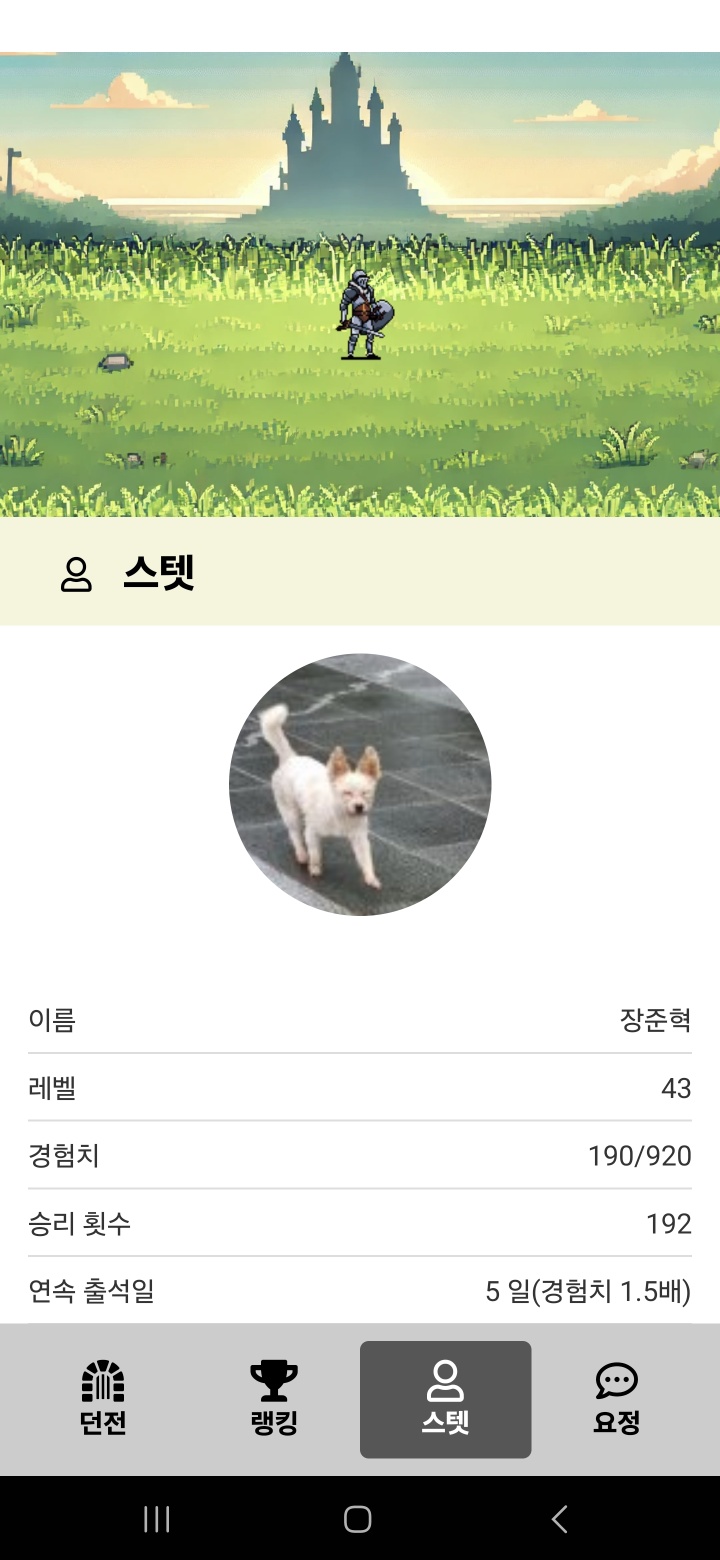 스텟
이름 장준혁
레벨 43
경험치 190/920
승리 횟수 192
연속 출석일 5 일(경험치 1.5배)
던전 랭킹 스텟 요정